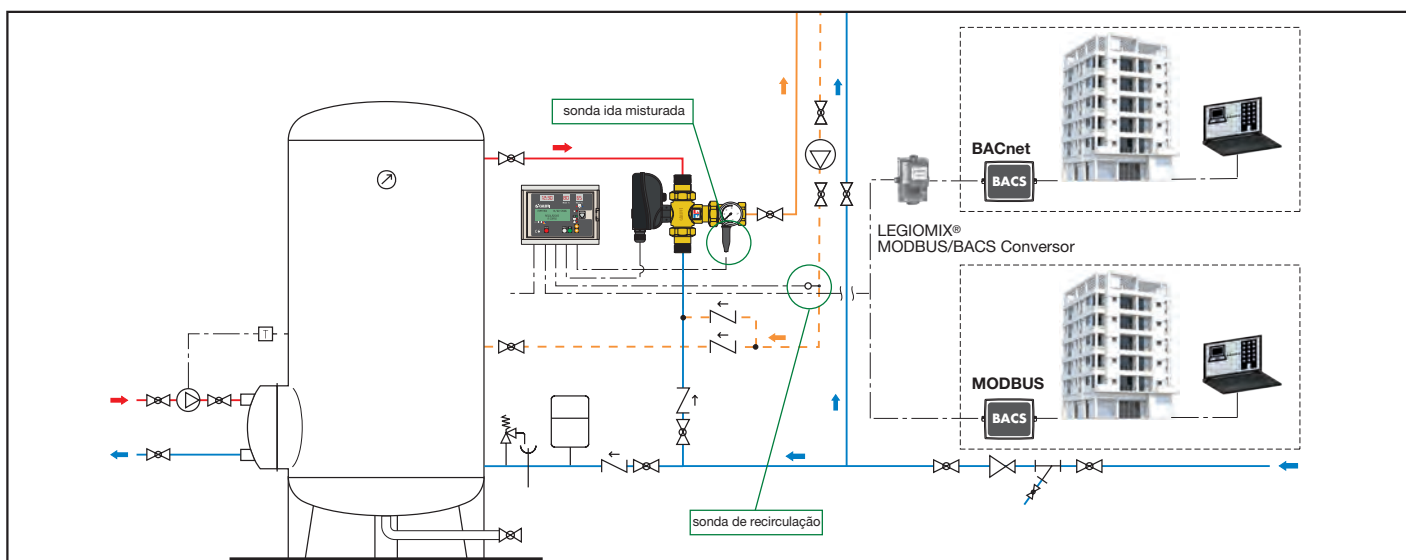 sonda ida misturada
BACnet
BACS
LEGIOMIX®
MODBUS/BACS Conversor
MODBUS
BACS
T
sonda de recirculação